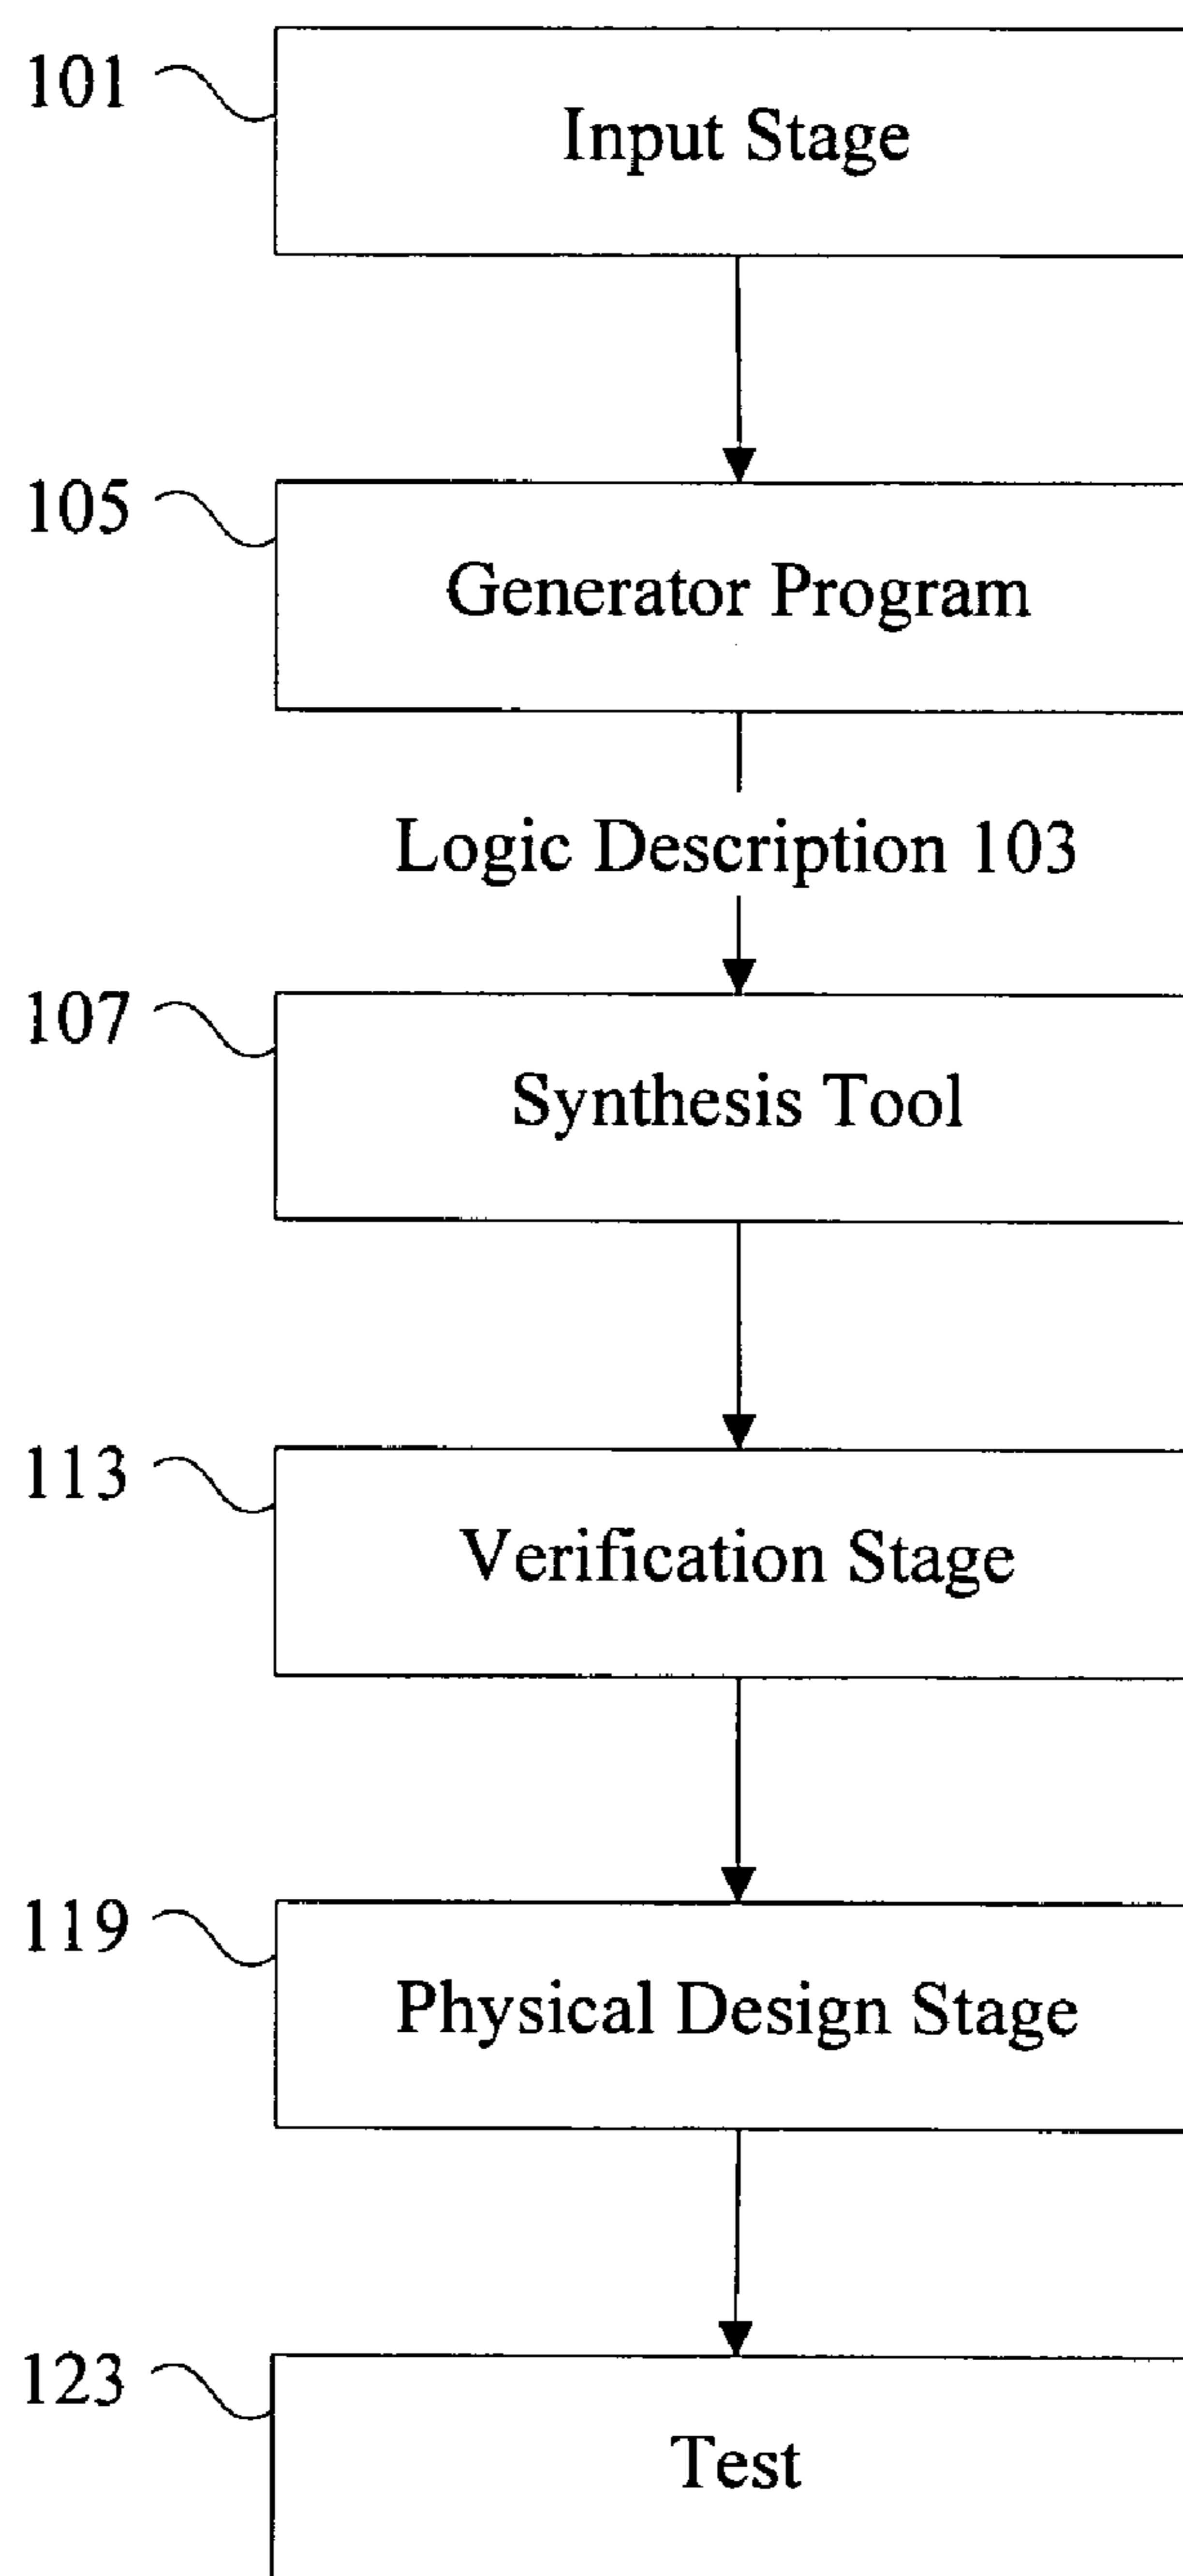 101
Input Stage
105
Generator Program
Logic Description 103
107
Synthesis Tool
113
Verification Stage
119
Physical Design Stage
123
Test